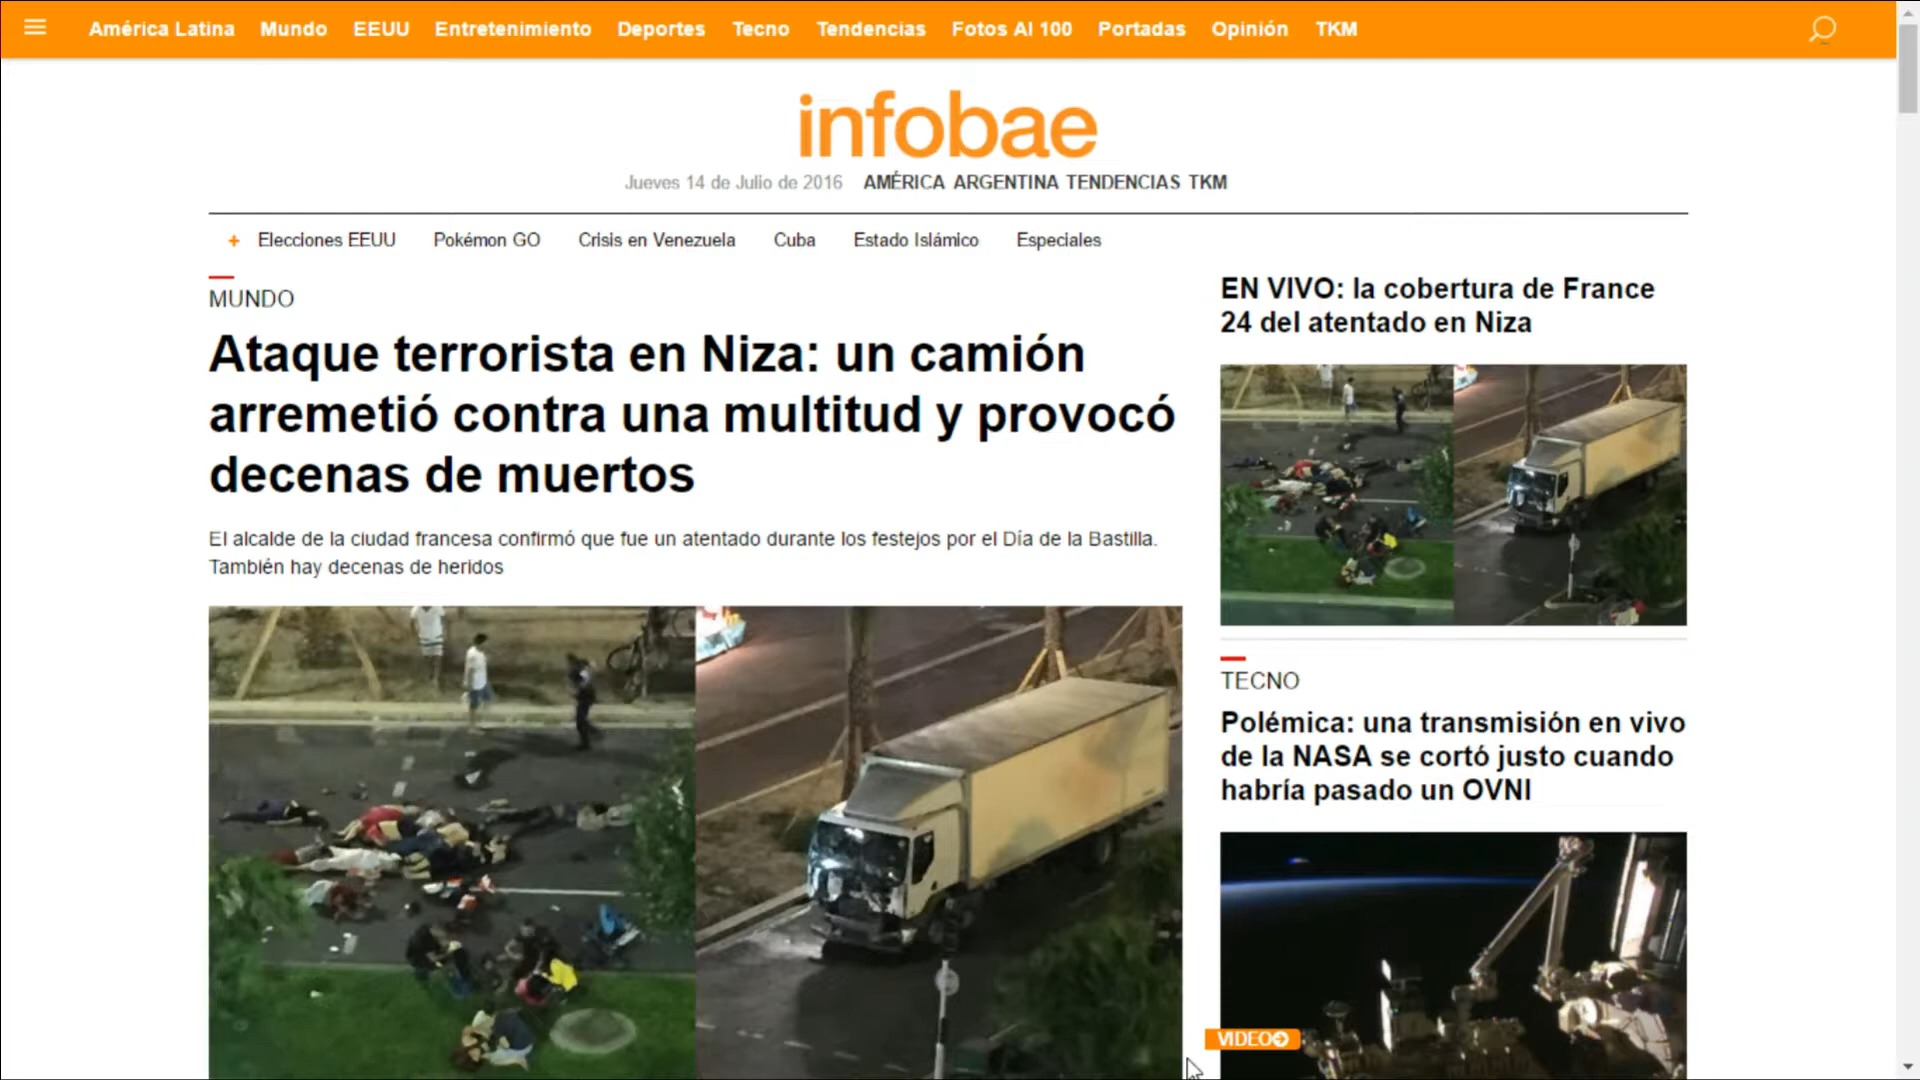 América Latina Mundo EEUU Entretenimiento Deportes Tecno Tendencias Fotos Al 100 Portadas Opinión TKM
infobae
Jueves 14 de Julio de 2016 AMÉRICA ARGENTINA TENDENCIAS TKM
+ Elecciones EEUU Pokémon GO Crisis en Venezuela Cuba Estado Islámico Especiales
MUNDO
Ataque terrorista en Niza: un camión
arremetió contra una multitud y provocó
decenas de muertos
El alcalde de la ciudad francesa confirmó que fue un atentado durante los festejos por el Día de la Bastilla.
También hay decenas de heridos
EN VIVO: la cobertura de France
24 del atentado en Niza
TECNO
Polémica: una transmisión en vivo
de la NASA se cortó justo cuando
habría pasado un OVNI
VIDEO